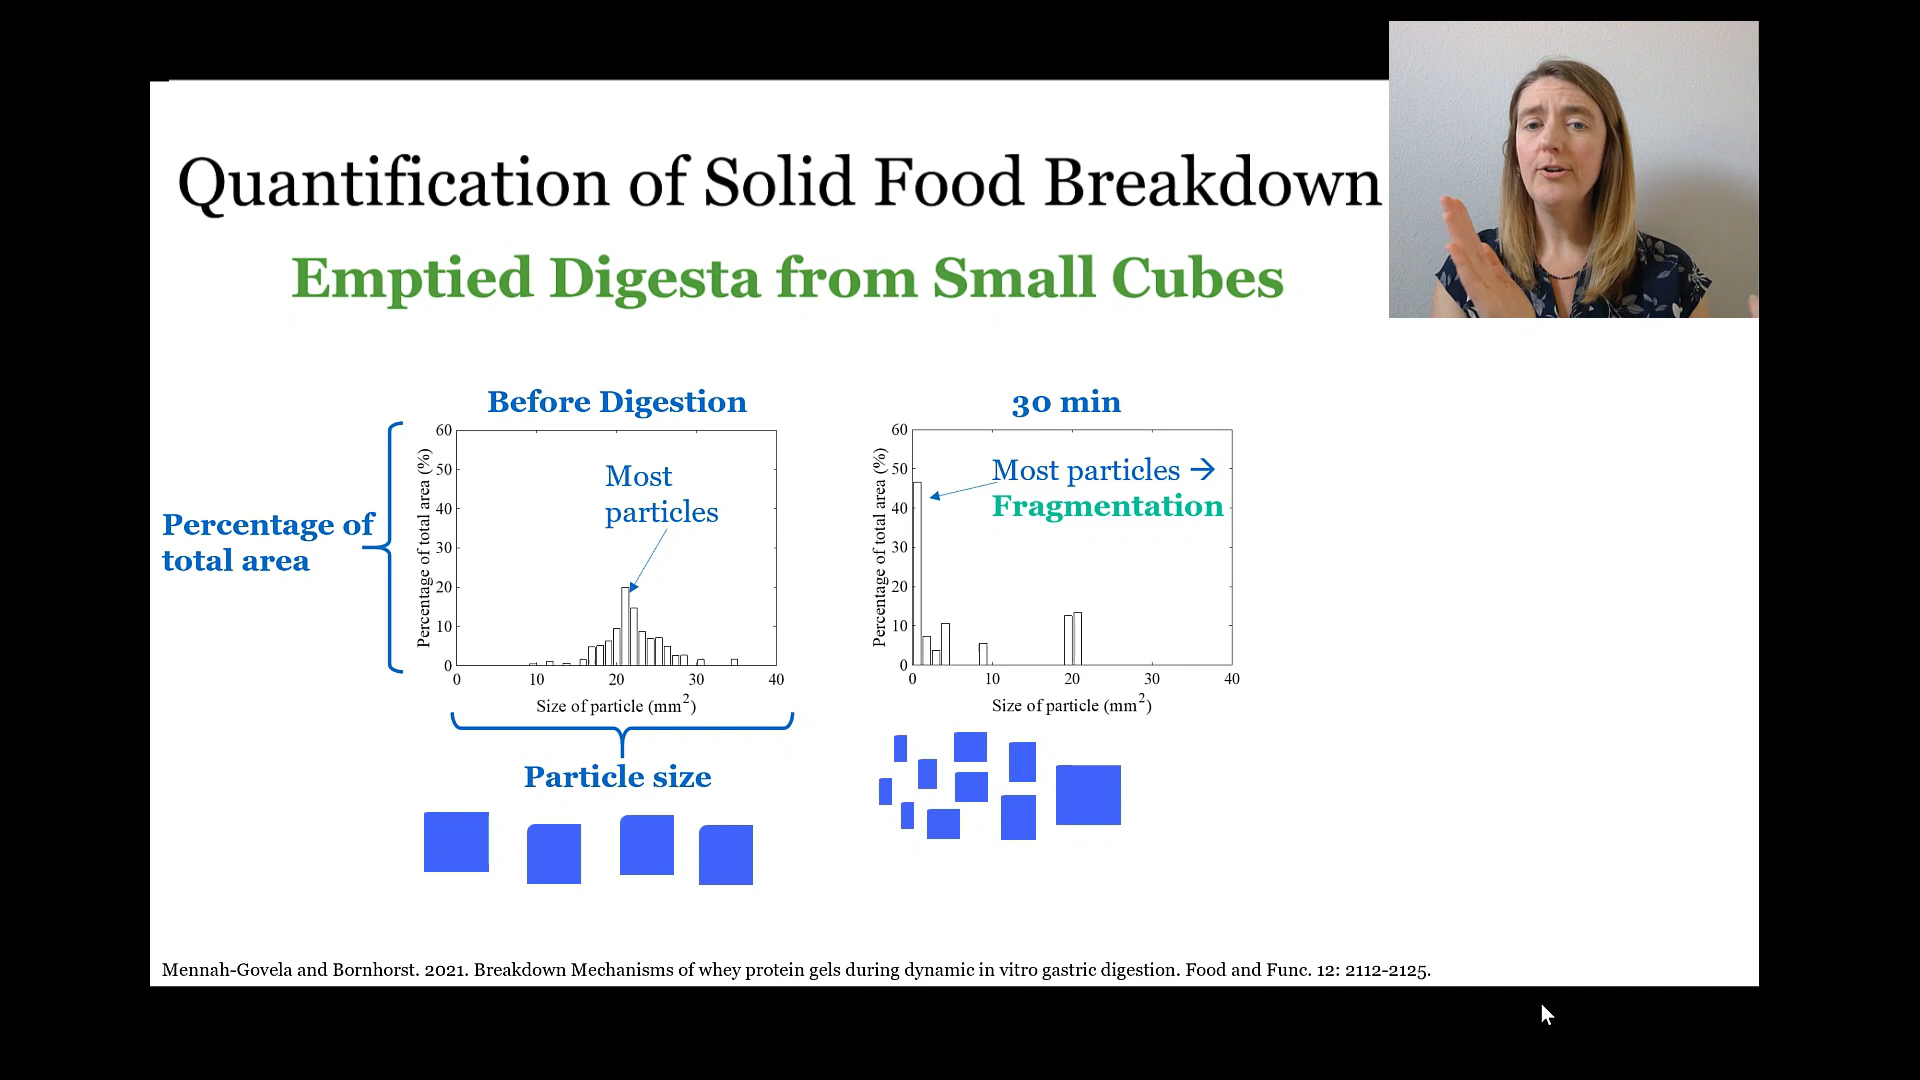 Quantification of Solid Food Breakdown
Emptied Digesta from Small Cubes
Before Digestion
30 min
Percentage of
total area
Percentage of total area (%)
60
50
40
30
20
10
0
Most
particles
0 10 20 30 40
Size of particle (mm²)
Particle size
Percentage of total area (%)
60
50
40
30
20
10
0
Most particles →
Fragmentation
0 10 20 30 40
Size of particle (mm²)
Mennah-Govela and Bornhorst. 2021. Breakdown Mechanisms of whey protein gels during dynamic in vitro gastric digestion. Food and Func. 12: 2112-2125.